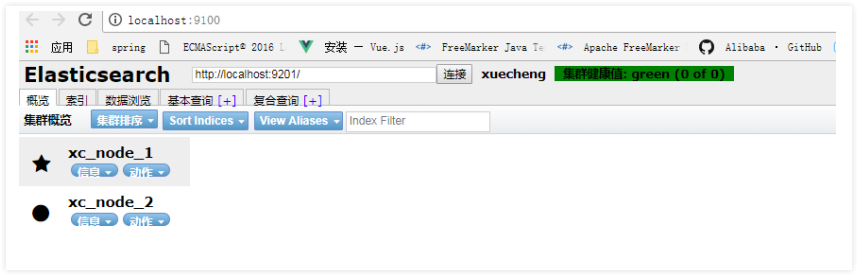 localhost:9100
应用 spring ECMAScript® 2016 L 安装 — Vue.js FreeMarker Java Te Apache FreeMarker Alibaba · GitHub
Elasticsearch http://localhost:9201/ 连接 xuecheng 集群健康值: green (0 of 0)
概览 索引 数据浏览 基本查询 [+] 复合查询 [+]
集群概览 集群排序 Sort Indices View Aliases Index Filter
xc_node_1
信息 动作
xc_node_2
信息 动作